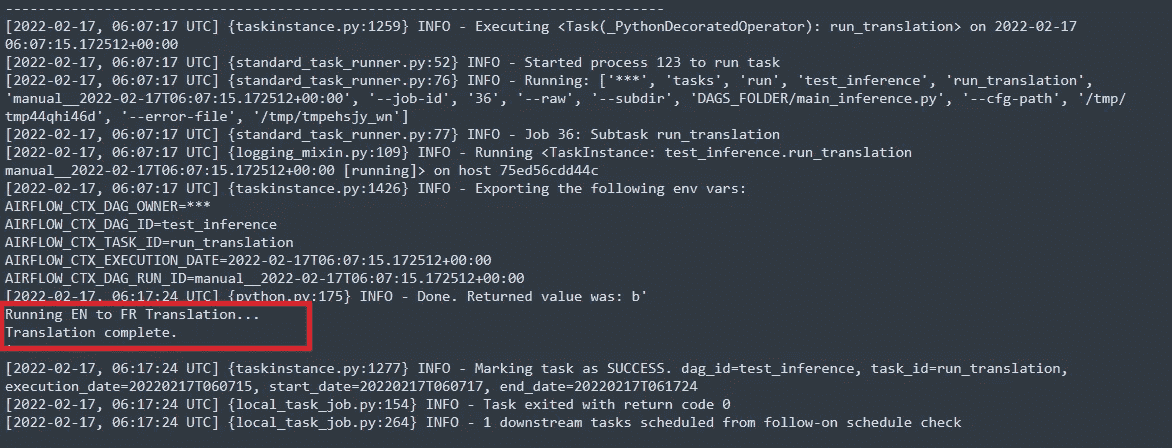 --------------------------------------------------------------------------------
[2022-02-17, 06:07:17 UTC] {taskinstance.py:1259} INFO - Executing <Task(_PythonDecoratedOperator): run_translation> on 2022-02-17
06:07:15.172512+00:00
[2022-02-17, 06:07:17 UTC] {standard_task_runner.py:52} INFO - Started process 123 to run task
[2022-02-17, 06:07:17 UTC] {standard_task_runner.py:76} INFO - Running: ['***', 'tasks', 'run', 'test_inference', 'run_translation',
'manual__2022-02-17T06:07:15.172512+00:00', '--job-id', '36', '--raw', '--subdir', 'DAGS_FOLDER/main_inference.py', '--cfg-path', '/tmp/
tmp44qhi46d', '--error-file', '/tmp/tmpehsjy_wn']
[2022-02-17, 06:07:17 UTC] {standard_task_runner.py:77} INFO - Job 36: Subtask run_translation
[2022-02-17, 06:07:17 UTC] {logging_mixin.py:109} INFO - Running <TaskInstance: test_inference.run_translation
manual__2022-02-17T06:07:15.172512+00:00 [running]> on host 75ed56cdd44c
[2022-02-17, 06:07:17 UTC] {taskinstance.py:1426} INFO - Exporting the following env vars:
AIRFLOW_CTX_DAG_OWNER=***
AIRFLOW_CTX_DAG_ID=test_inference
AIRFLOW_CTX_TASK_ID=run_translation
AIRFLOW_CTX_EXECUTION_DATE=2022-02-17T06:07:15.172512+00:00
AIRFLOW_CTX_DAG_RUN_ID=manual__2022-02-17T06:07:15.172512+00:00
[2022-02-17, 06:17:24 UTC] {python.py:175} INFO - Done. Returned value was: b'
Running EN to FR Translation...
Translation complete.
'
[2022-02-17, 06:17:24 UTC] {taskinstance.py:1277} INFO - Marking task as SUCCESS. dag_id=test_inference, task_id=run_translation,
execution_date=20220217T060715, start_date=20220217T060717, end_date=20220217T061724
[2022-02-17, 06:17:24 UTC] {local_task_job.py:154} INFO - Task exited with return code 0
[2022-02-17, 06:17:24 UTC] {local_task_job.py:264} INFO - 1 downstream tasks scheduled from follow-on schedule check